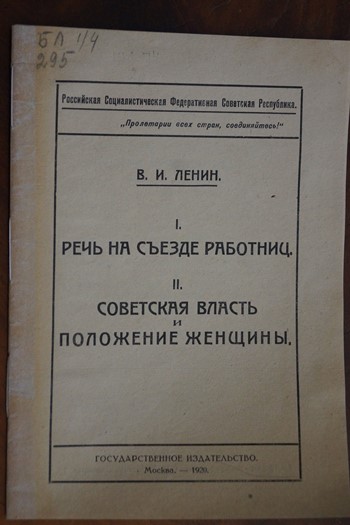 БЛ 1/4
295
Российская Социалистическая Федеративная Советская Республика.
„Пролетарии всех стран, соединяйтесь!“
В. И. ЛЕНИН.
I.
РЕЧЬ НА СЪЕЗДЕ РАБОТНИЦ.
II.
СОВЕТСКАЯ ВЛАСТЬ
И
ПОЛОЖЕНИЕ ЖЕНЩИНЫ.
ГОСУДАРСТВЕННОЕ ИЗДАТЕЛЬСТВО.
Москва. — 1920.